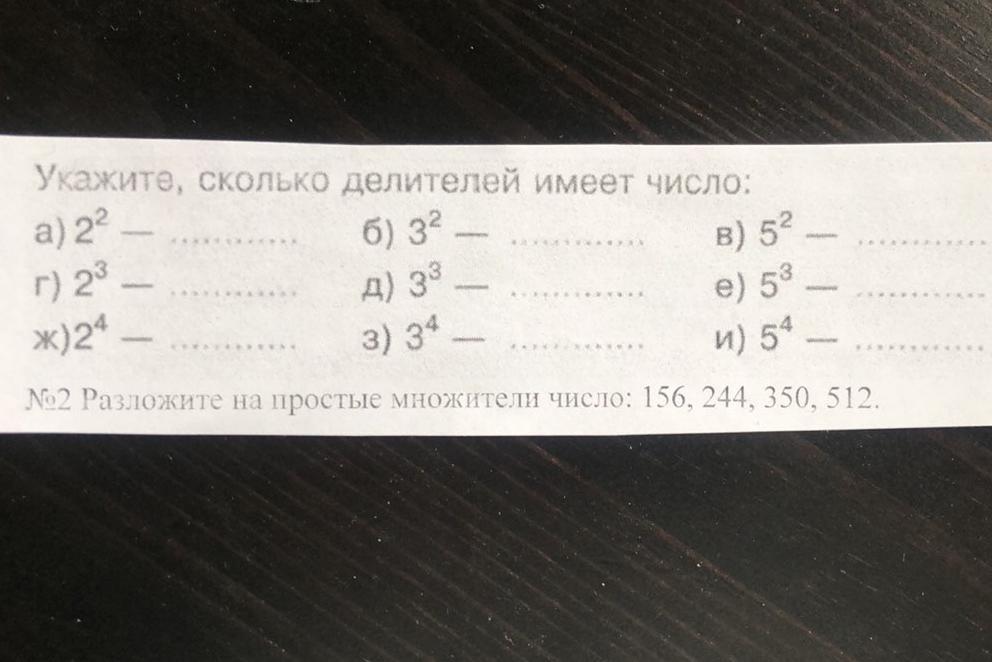 Укажите, сколько делителей имеет число:
а) 2² — ............ б) 3² — ............ в) 5² — ............
г) 2³ — ............ д) 3³ — ............ е) 5³ — ............
ж)2⁴ — ............ з) 3⁴ — ............ и) 5⁴ — ............
№2 Разложите на простые множители число: 156, 244, 350, 512.